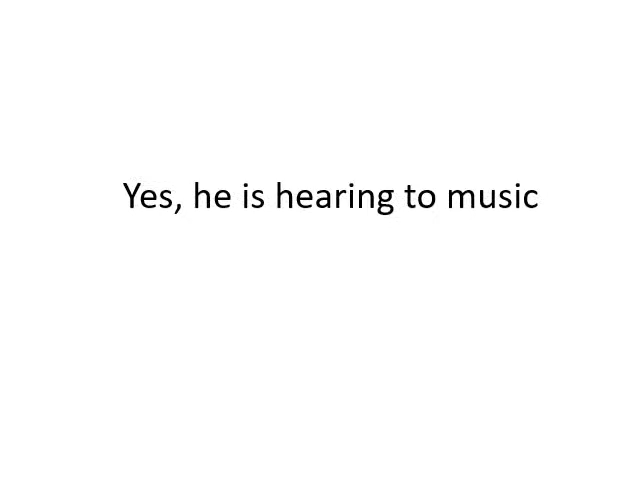 Yes, he is hearing to music